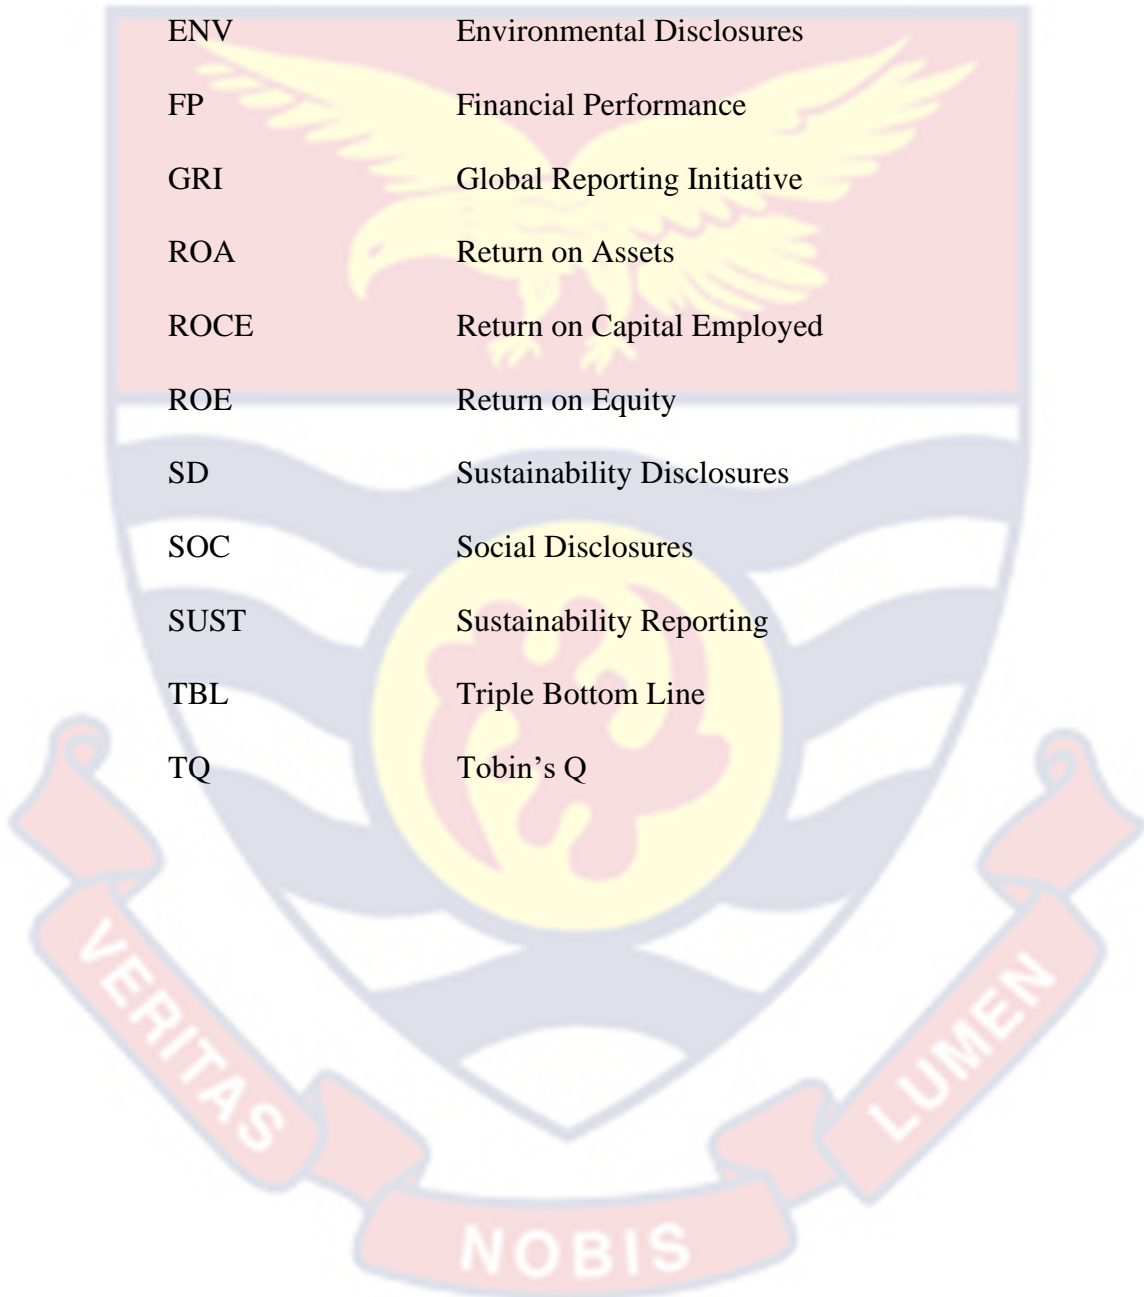 ENV Environmental Disclosures
FP Financial Performance
GRI Global Reporting Initiative
ROA Return on Assets
ROCE Return on Capital Employed
ROE Return on Equity
SD Sustainability Disclosures
SOC Social Disclosures
SUST Sustainability Reporting
TBL Triple Bottom Line
TQ Tobin’s Q
VERITAS
NOBIS
LUMEN